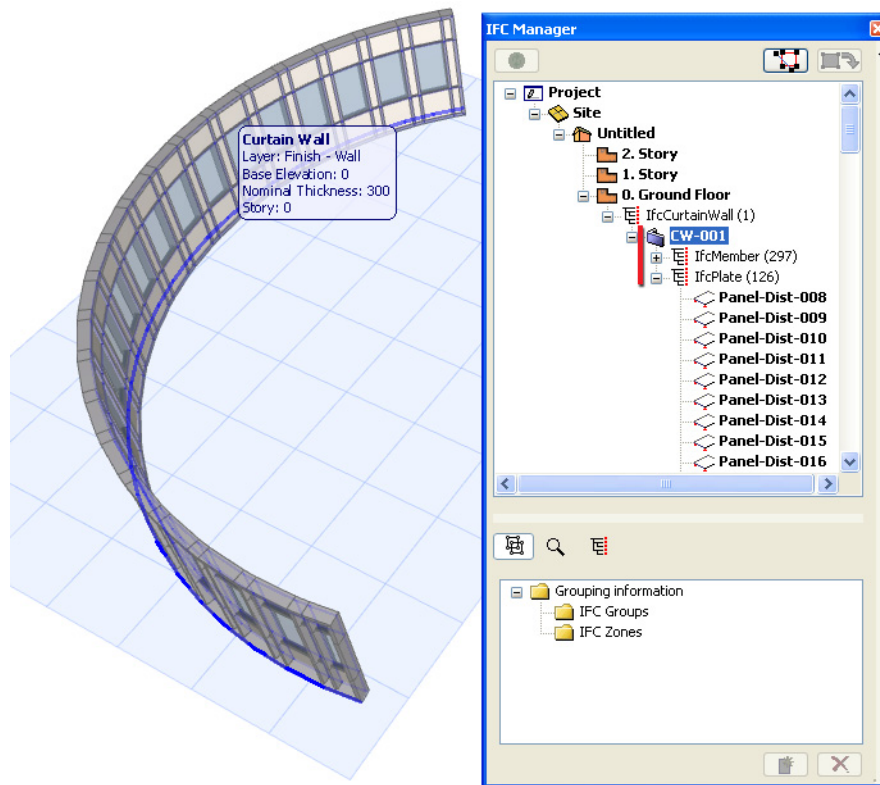 Curtain Wall
Layer: Finish - Wall
Base Elevation: 0
Nominal Thickness: 300
Story: 0
IFC Manager
Project
Site
Untitled
2. Story
1. Story
0. Ground Floor
IfcCurtainWall (1)
CW-001
IfcMember (297)
IfcPlate (126)
Panel-Dist-008
Panel-Dist-009
Panel-Dist-010
Panel-Dist-011
Panel-Dist-012
Panel-Dist-013
Panel-Dist-014
Panel-Dist-015
Panel-Dist-016
Grouping information
IFC Groups
IFC Zones